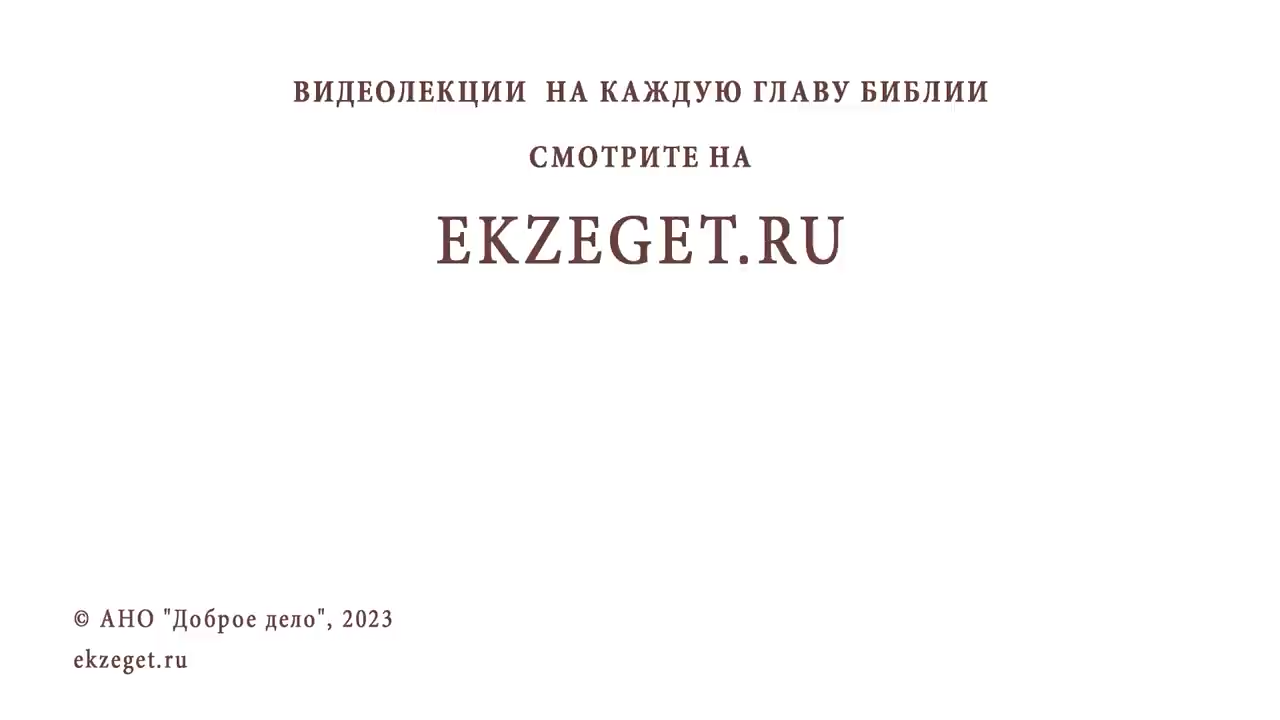 ВИДЕОЛЕКЦИИ НА КАЖДУЮ ГЛАВУ БИБЛИИ
СМОТРИТЕ НА
EKZEGET.RU
© АНО "Доброе дело", 2023
ekzeget.ru